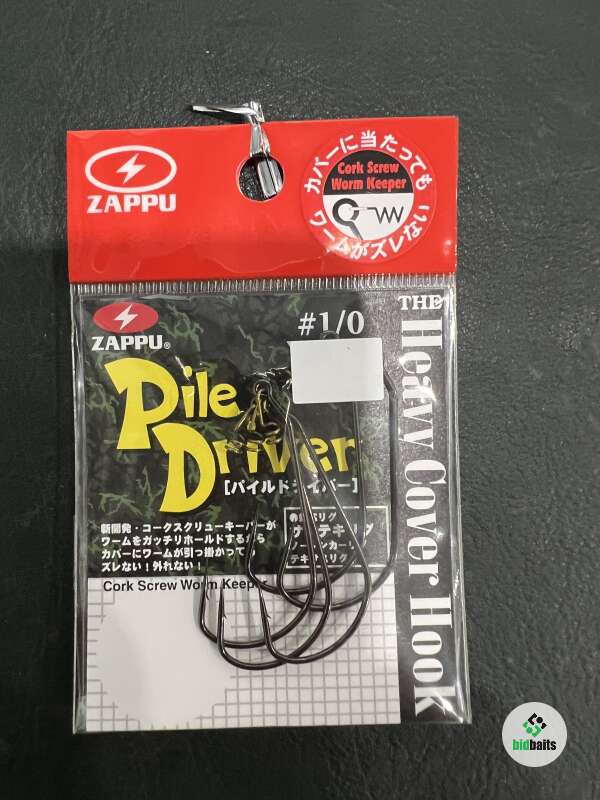 ZAPPU
カバーに当たっても
Cork Screw
Worm Keeper
ワームがズレない
THE
Heavy Cover Hook
ZAPPU®
#1/0
Pile
Driver
[パイルドライバー]
新開発・コークスクリューキーパーが
ワームをガッチリホールドするから
カバーにワームが引っ掛かっても
ズレない!外れない!
Cork Screw Worm Keeper
bidbaits